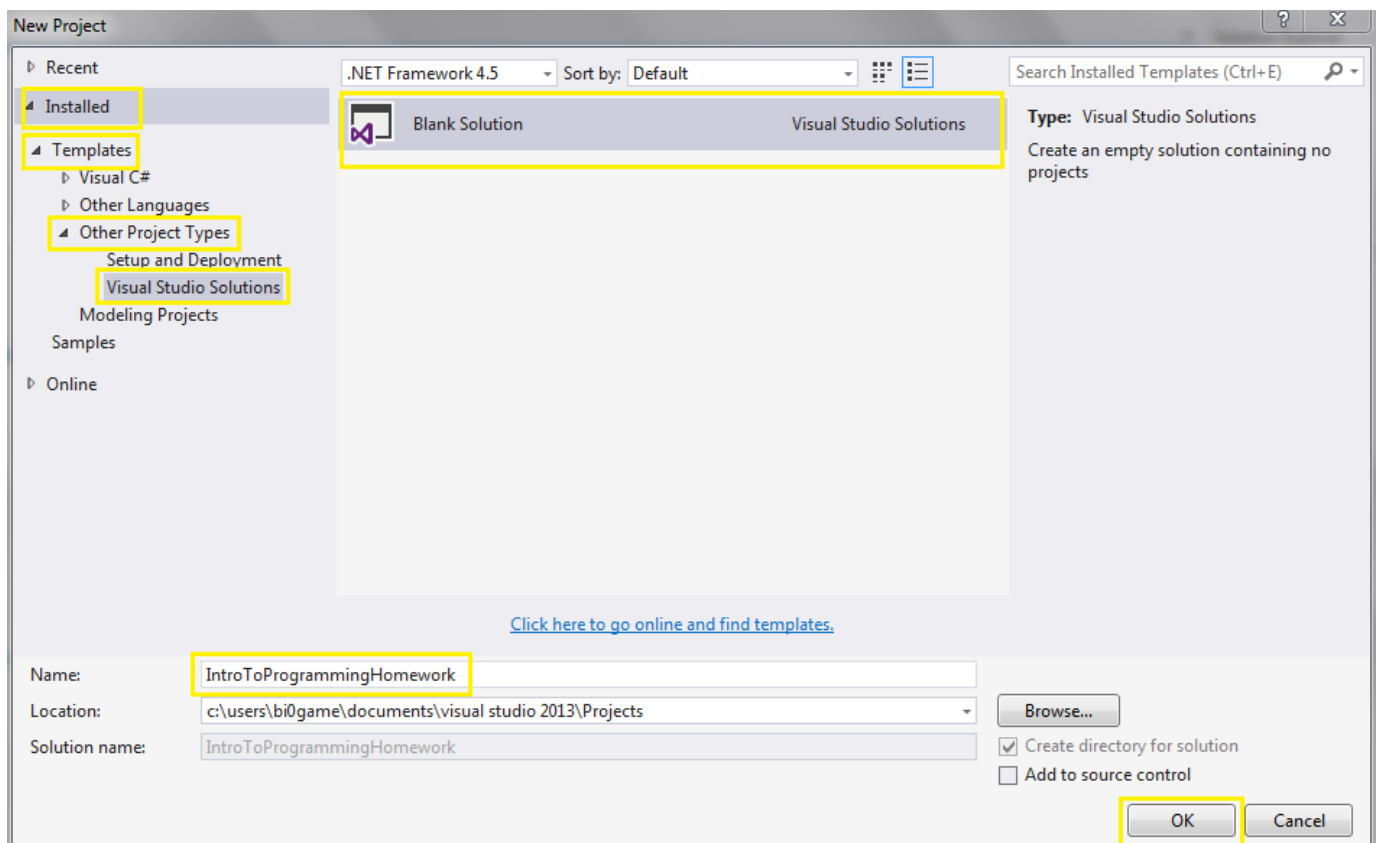 New Project
Recent
Installed
Templates
Visual C#
Other Languages
Other Project Types
Setup and Deployment
Visual Studio Solutions
Modeling Projects
Samples
Online
.NET Framework 4.5 Sort by: Default
Blank Solution Visual Studio Solutions
Click here to go online and find templates.
Search Installed Templates (Ctrl+E)
Type: Visual Studio Solutions
Create an empty solution containing no
projects
Name: IntroToProgrammingHomework
Location: c:\users\bi0game\documents\visual studio 2013\Projects Browse...
Solution name: IntroToProgrammingHomework Create directory for solution
Add to source control
OK Cancel